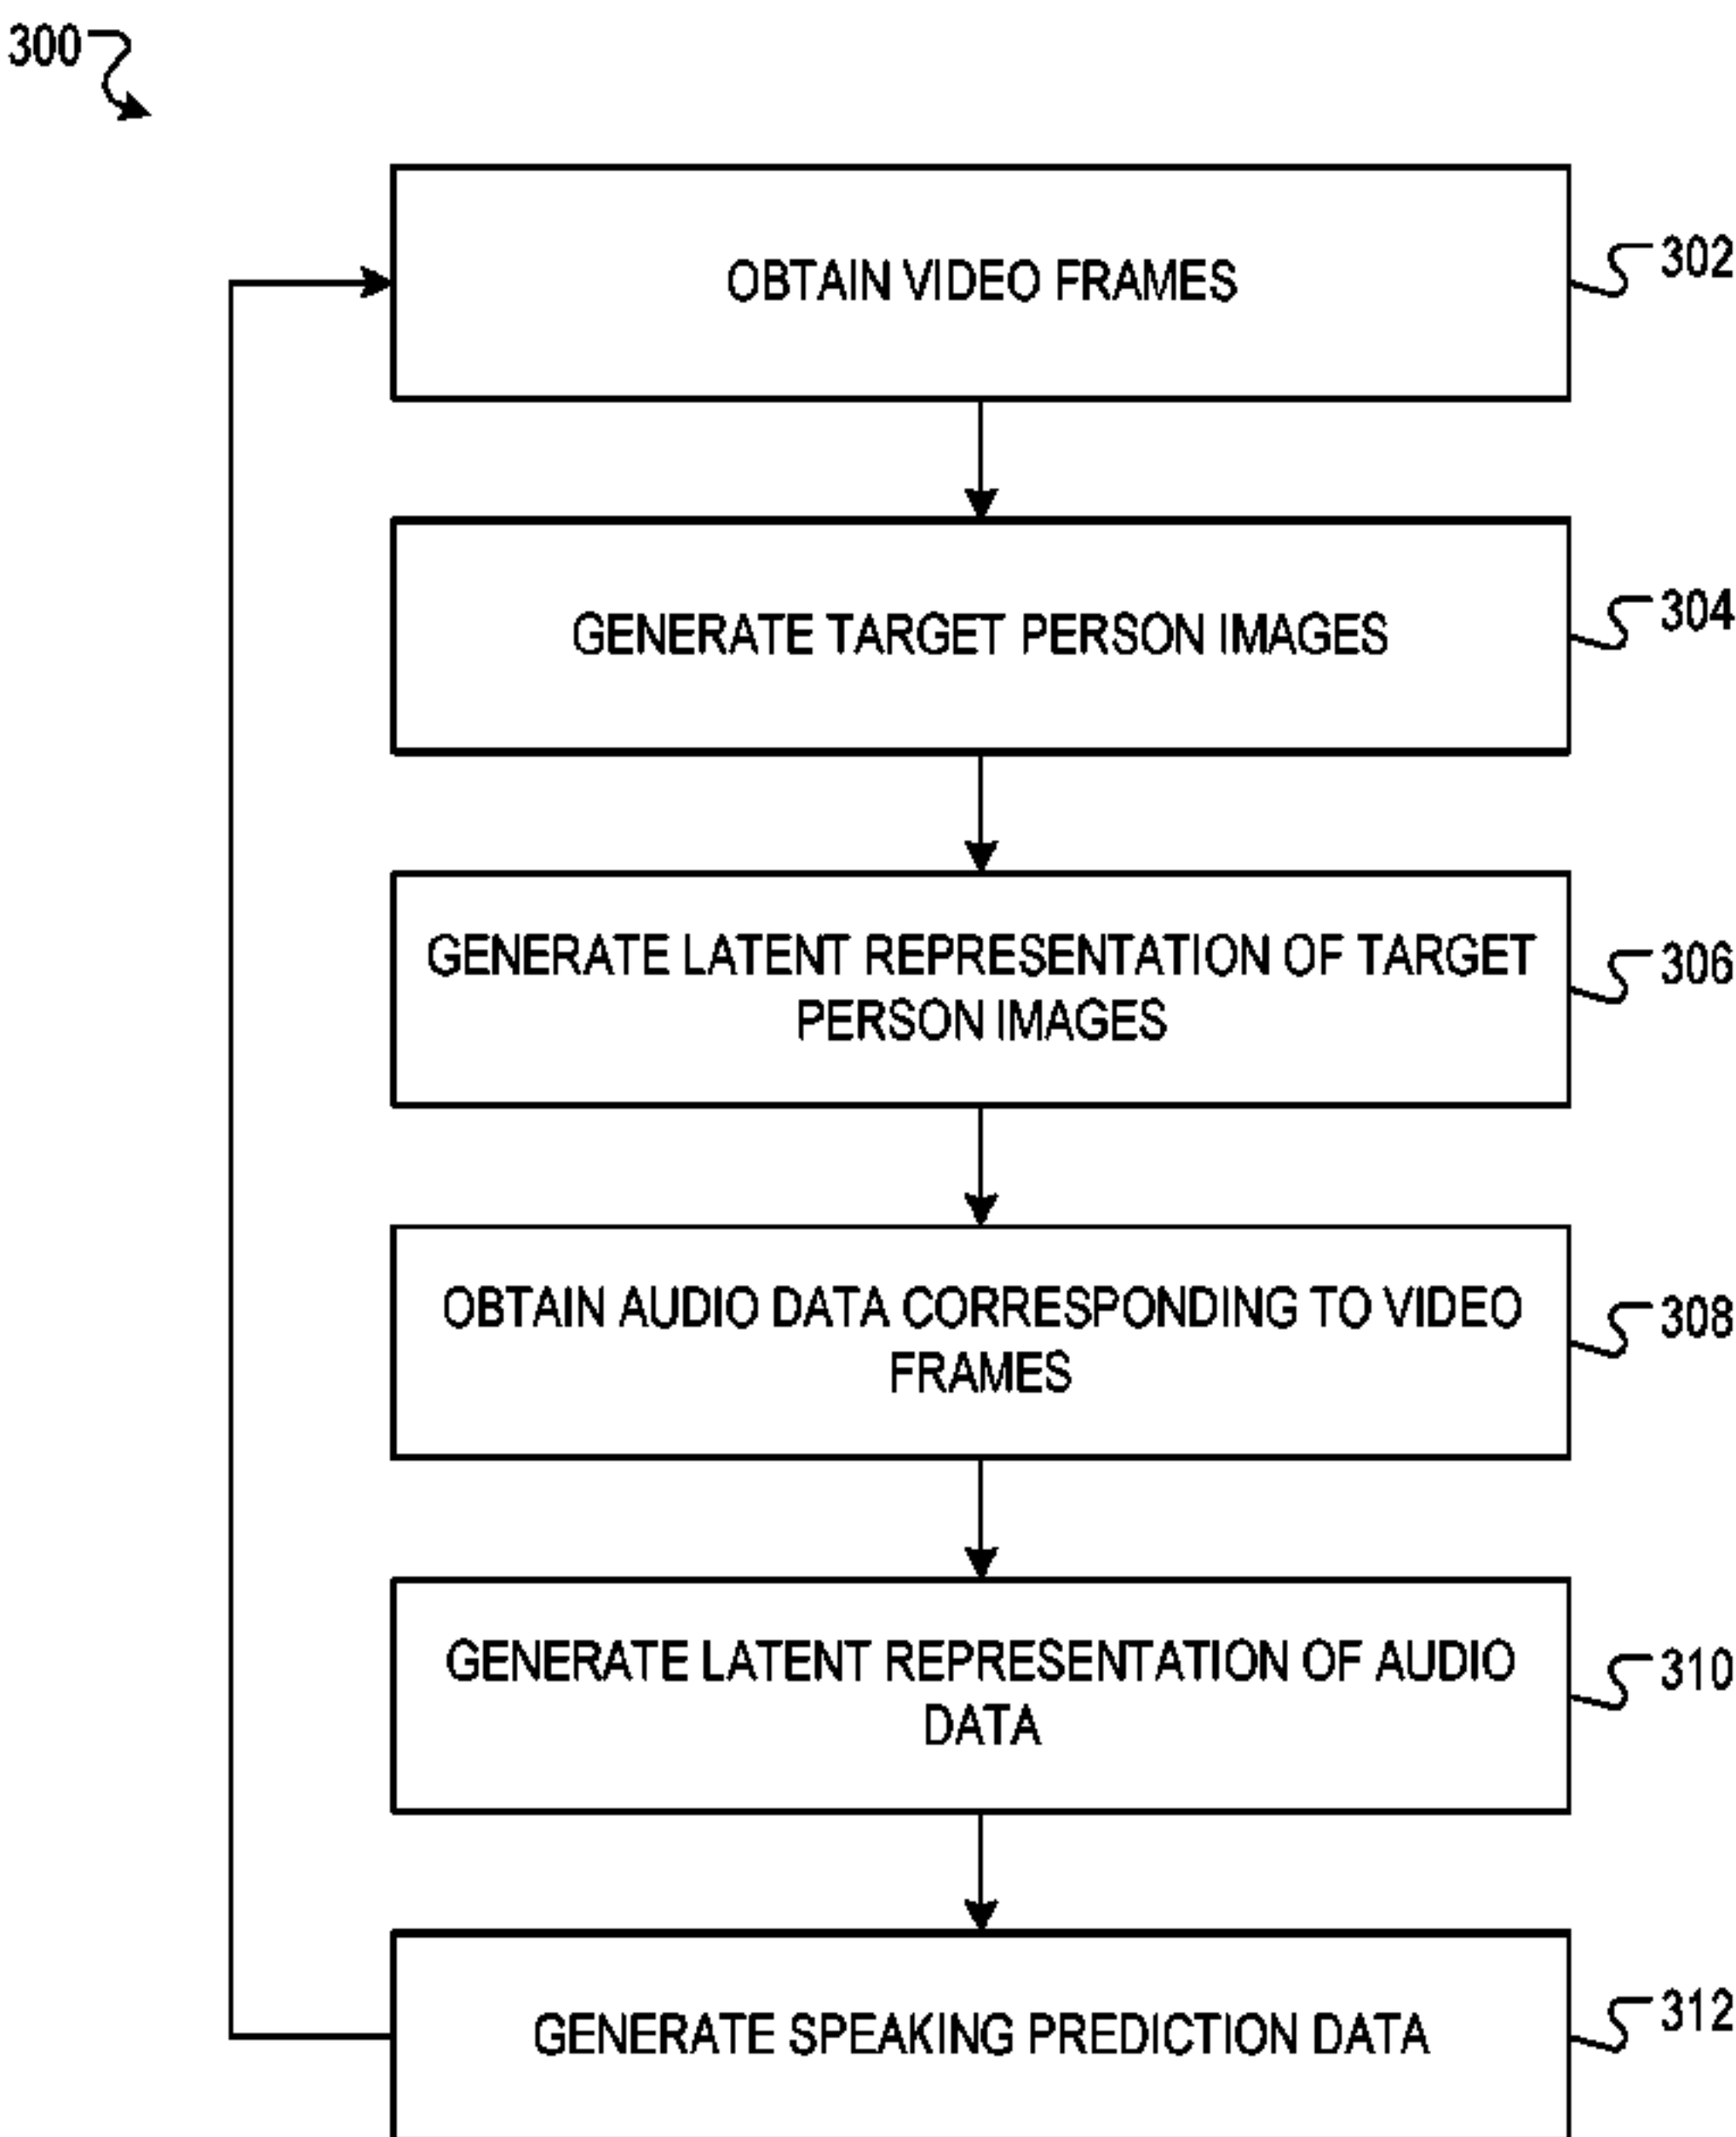 300
OBTAIN VIDEO FRAMES
302
GENERATE TARGET PERSON IMAGES
304
GENERATE LATENT REPRESENTATION OF TARGET
PERSON IMAGES
306
OBTAIN AUDIO DATA CORRESPONDING TO VIDEO
FRAMES
308
GENERATE LATENT REPRESENTATION OF AUDIO
DATA
310
GENERATE SPEAKING PREDICTION DATA
312